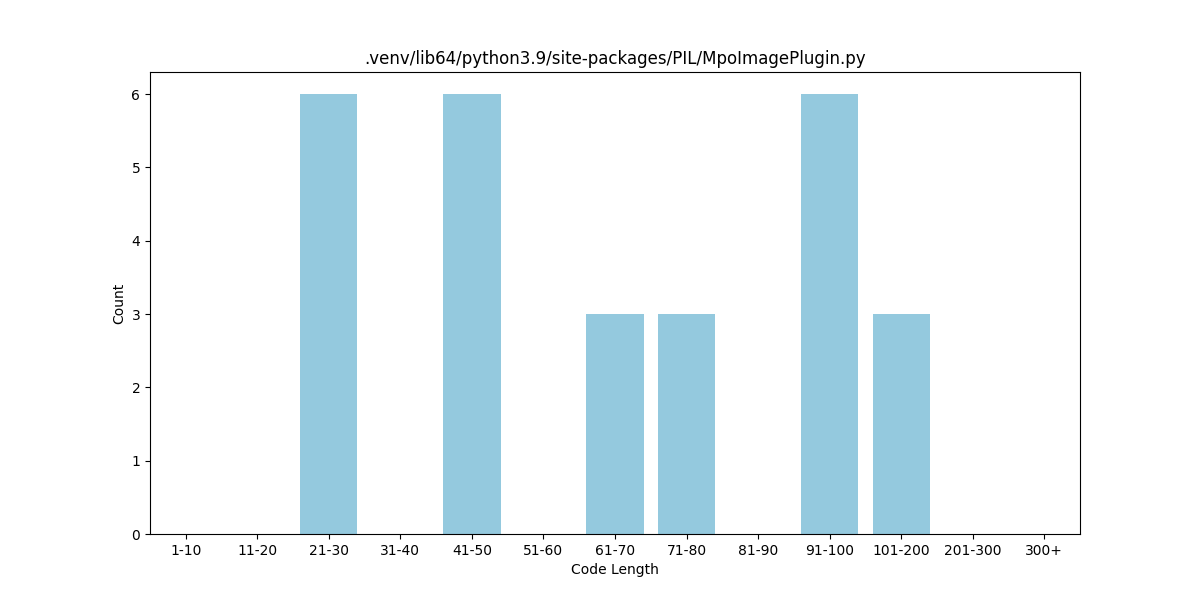 .venv/lib64/python3.9/site-packages/PIL/MpoImagePlugin.py
6
5
4
3
2
1
0
Count
1-10 11-20 21-30 31-40 41-50 51-60 61-70 71-80 81-90 91-100 101-200 201-300 300+
Code Length